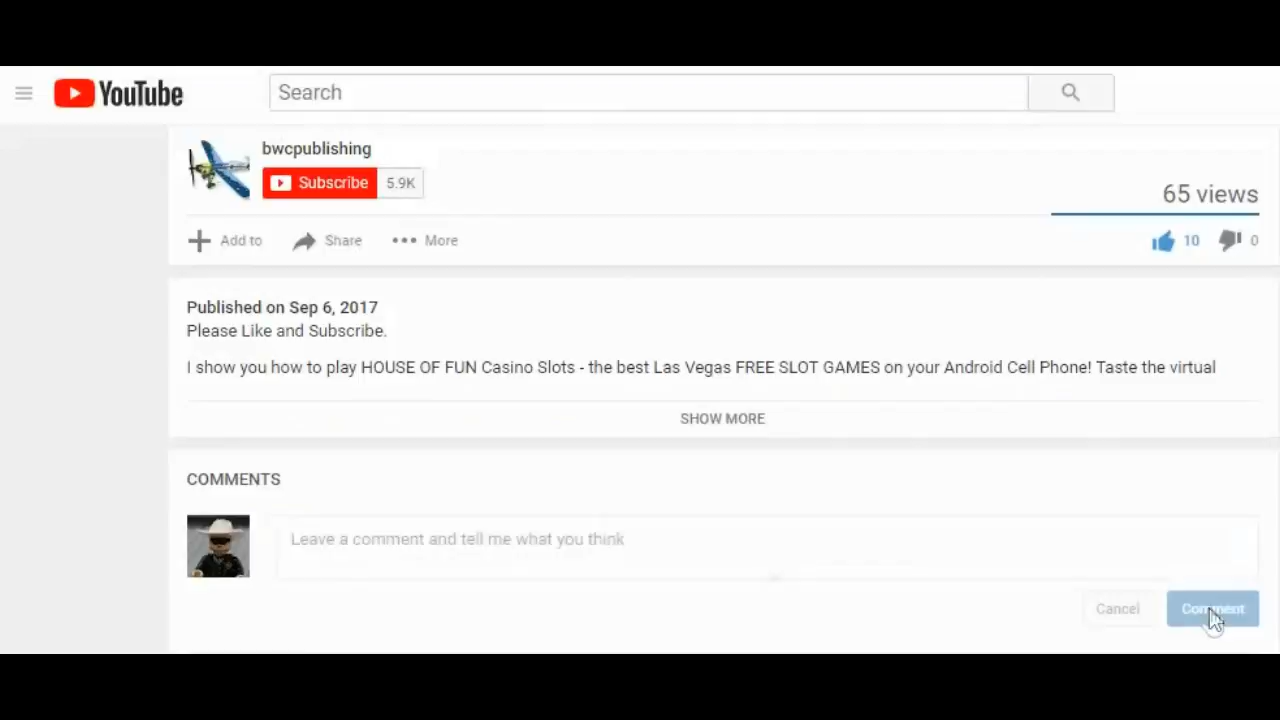 YouTube
Search
bwcpublishing
Subscribe 5.9K
65 views
Add to Share More 10 0
Published on Sep 6, 2017
Please Like and Subscribe.
I show you how to play HOUSE OF FUN Casino Slots - the best Las Vegas FREE SLOT GAMES on your Android Cell Phone! Taste the virtual
SHOW MORE
COMMENTS
Leave a comment and tell me what you think
Cancel Comment